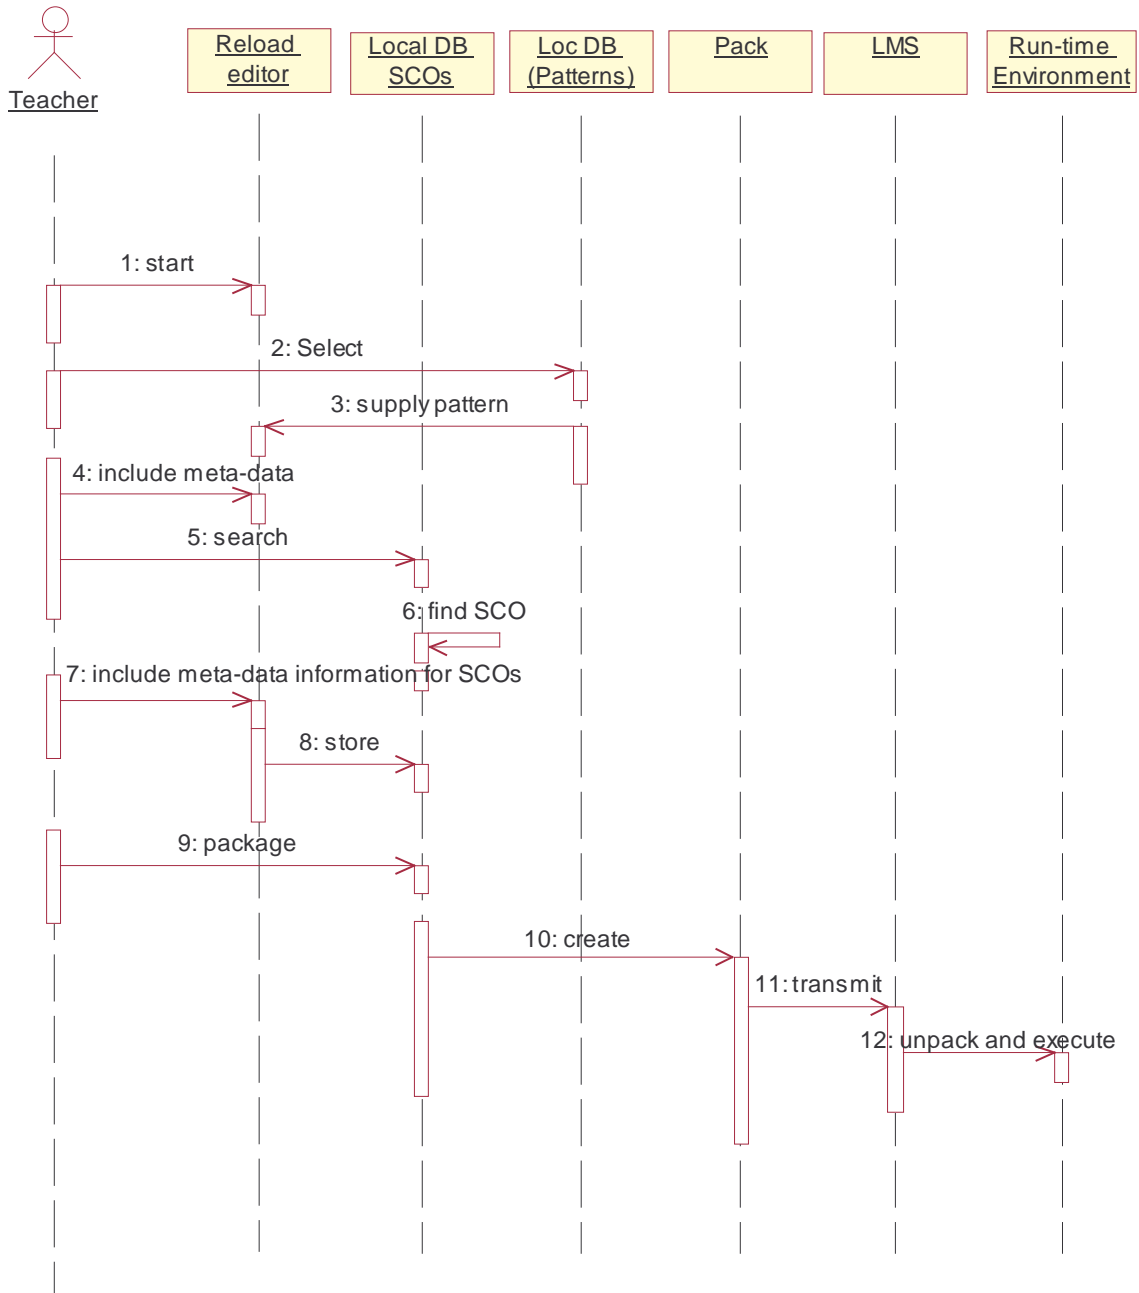 Teacher
Reload
editor
Local DB
SCOs
Loc DB
(Patterns)
Pack
LMS
Run-time
Environment
1: start
2: Select
3: supply pattern
4: include meta-data
5: search
6: find SCO
7: include meta-data information for SCOs
8: store
9: package
10: create
11: transmit
12: unpack and execute